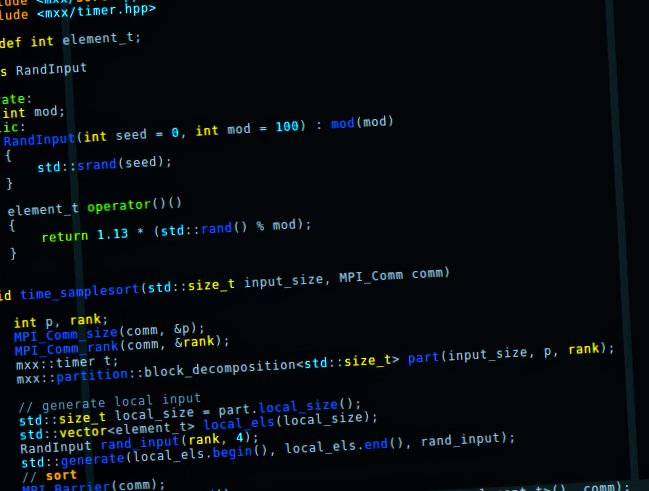 lude <mxx/
lude <mxx/timer.hpp>
def int element_t;
s RandInput
ate:
int mod;
lic:
RandInput(int seed = 0, int mod = 100) : mod(mod)
{
std::srand(seed);
}
element_t operator()()
{
return 1.13 * (std::rand() % mod);
}
id time_samplesort(std::size_t input_size, MPI_Comm comm)
int p, rank;
MPI_Comm_size(comm, &p);
MPI_Comm_rank(comm, &rank);
mxx::timer t;
mxx::partition::block_decomposition<std::size_t> part(input_size, p, rank);
// generate local input
std::size_t local_size = part.local_size();
std::vector<element_t> local_els(local_size);
RandInput rand_input(rank, 4);
std::generate(local_els.begin(), local_els.end(), rand_input);
// sort
MPI_Barrier(comm);
comm);